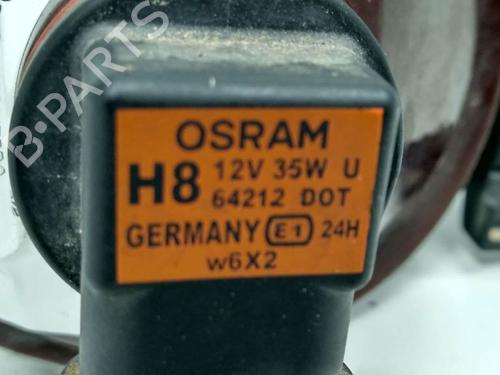 B-PARTS
OSRAM
H8 12V 35W U
64212 DOT
GERMANY E1 24H
w6X2